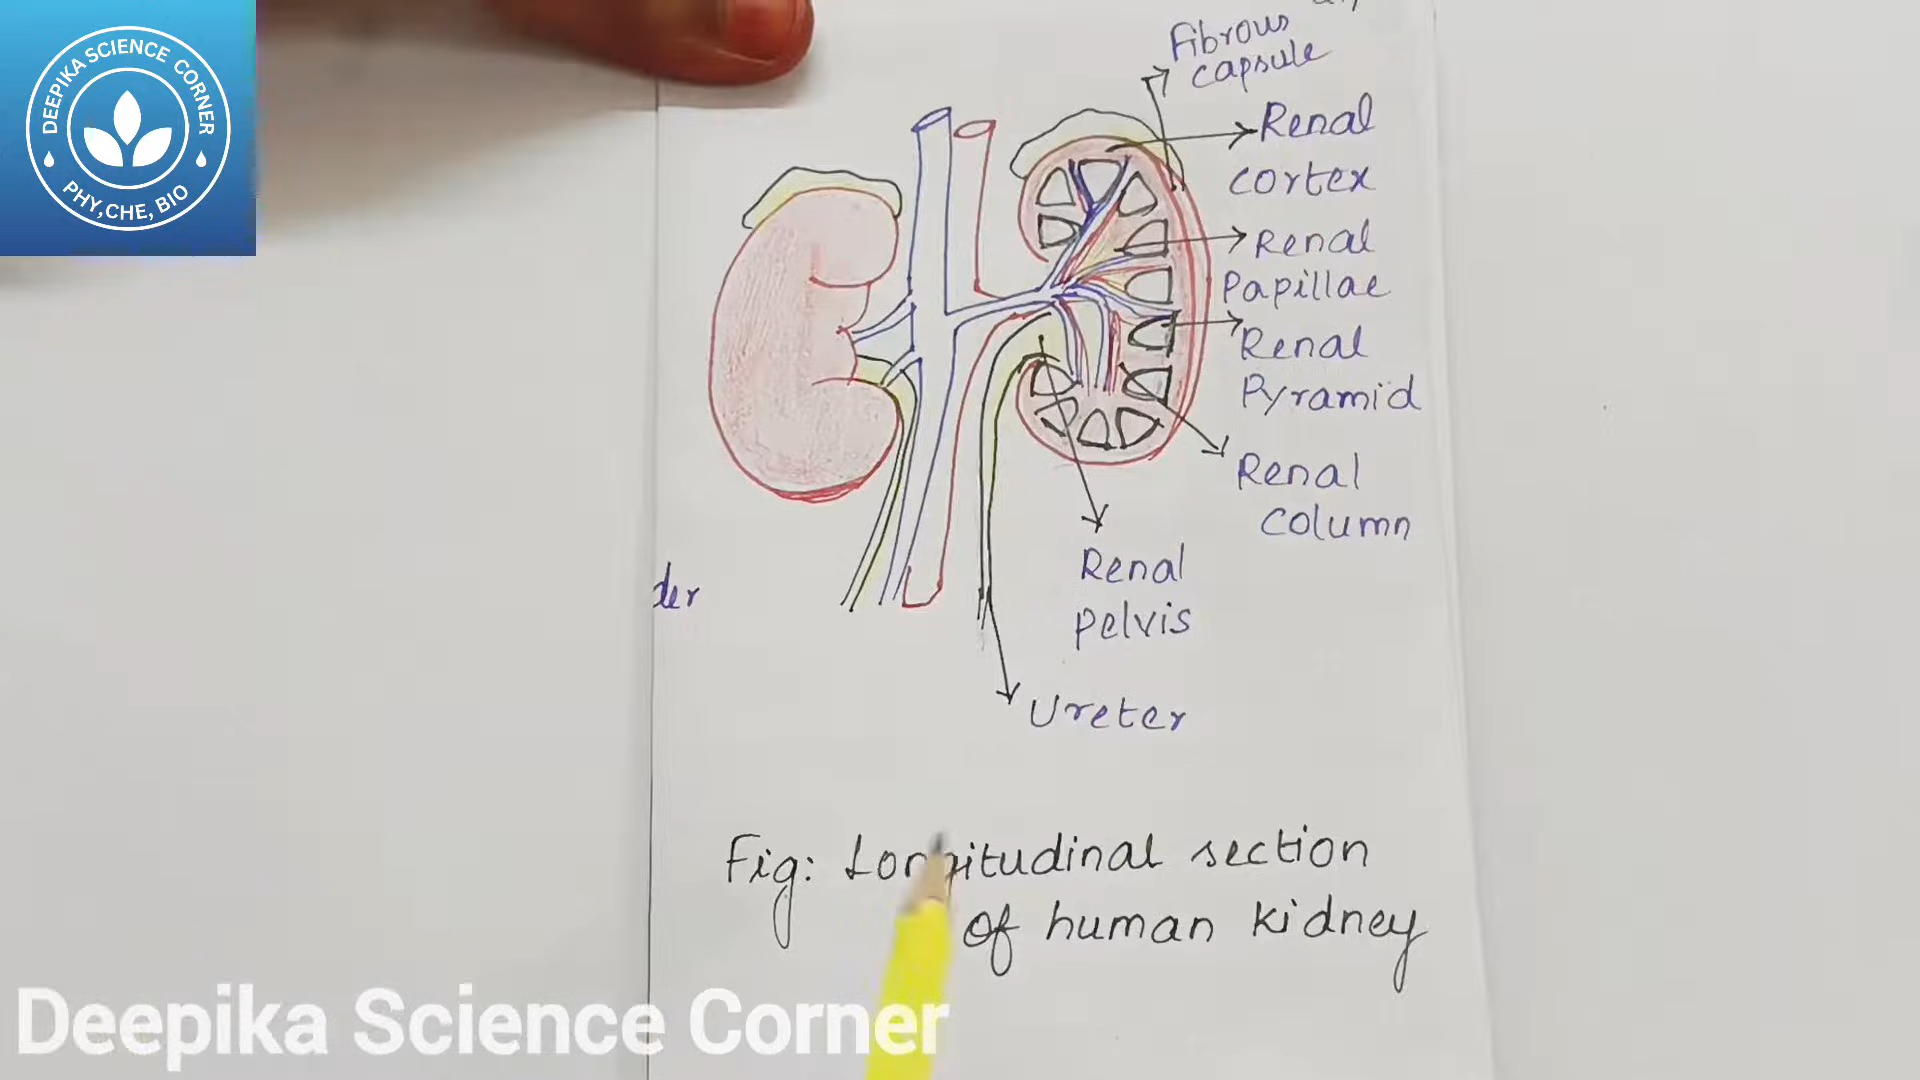 DEEPIKA SCIENCE CORNER
PHY,CHE, BIO
Fibrous
capsule
Renal
cortex
Renal
Papillae
Renal
Pyramid
Renal
column
Renal
pelvis
der
Ureter
Fig: Longitudinal section
of human kidney
Deepika Science Corner